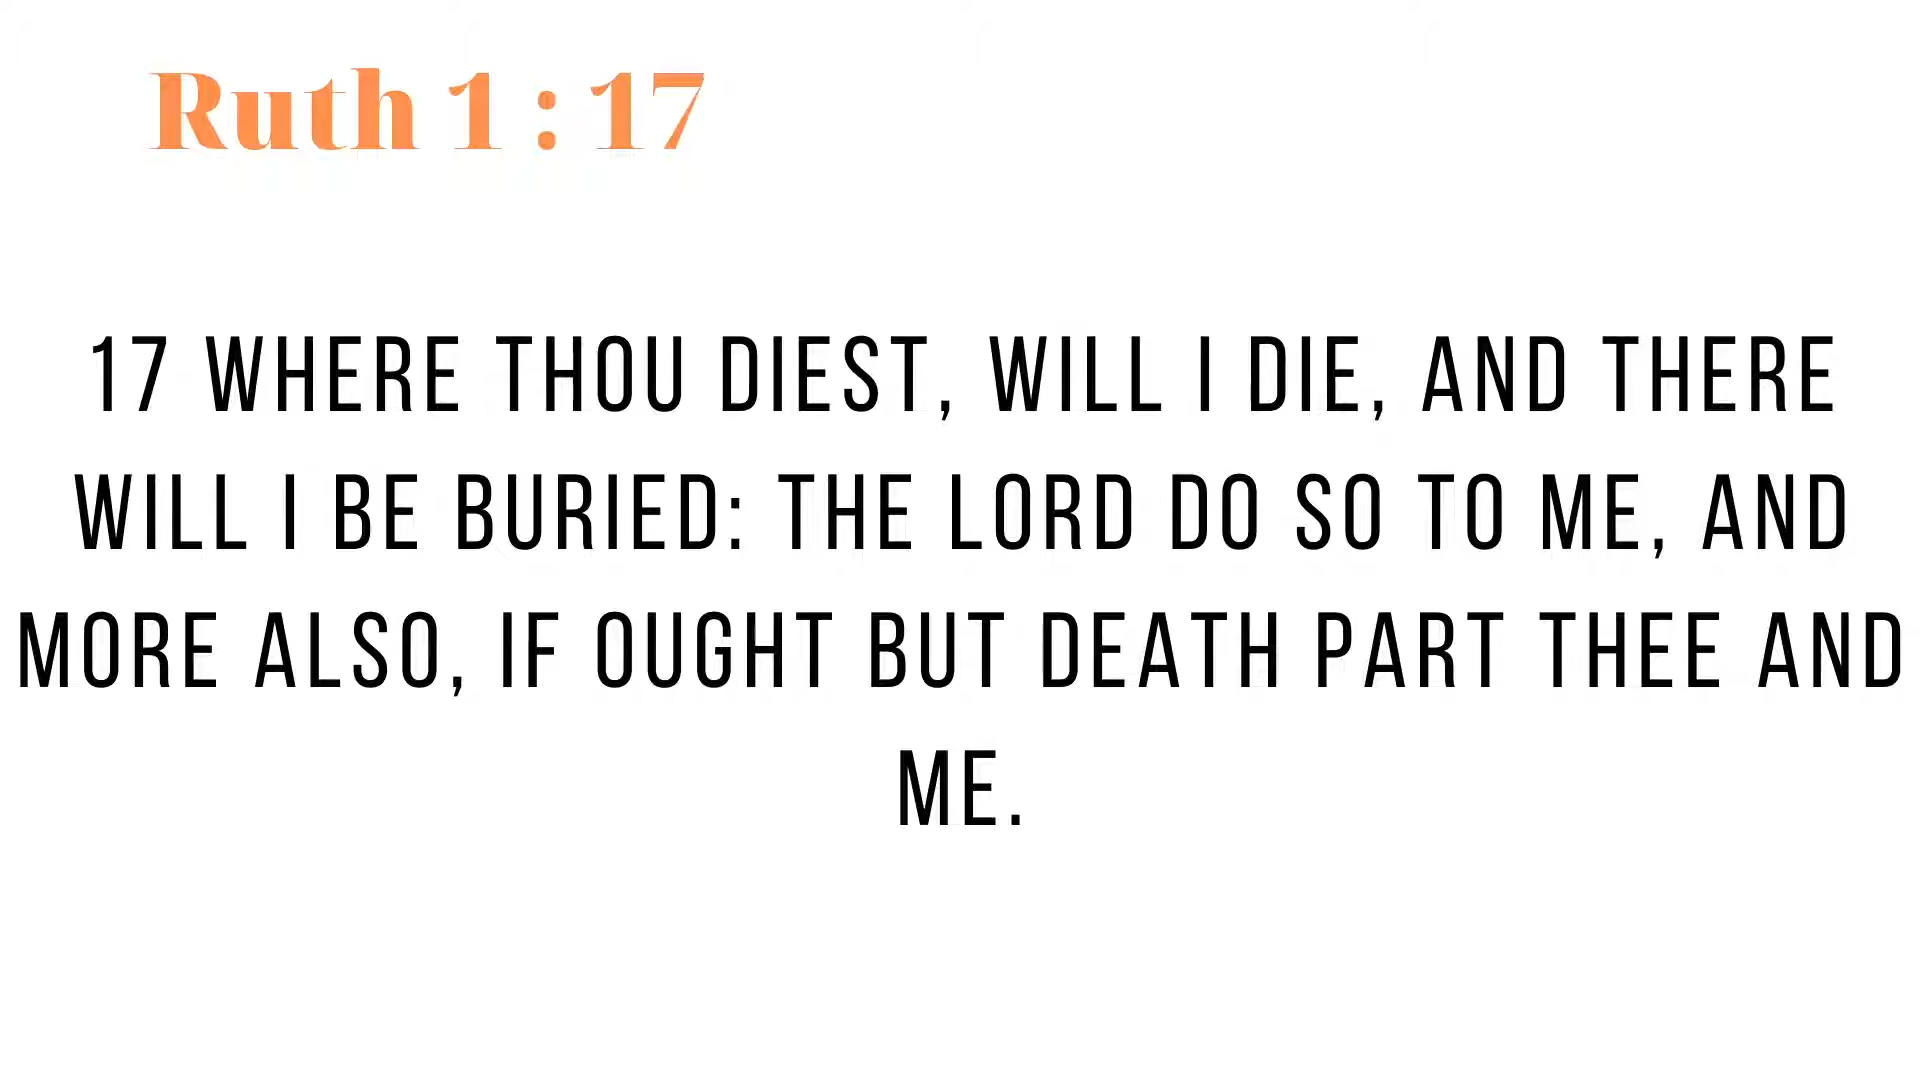 Ruth 1 : 17
17 WHERE THOU DIEST, WILL I DIE, AND THERE
WILL I BE BURIED: THE LORD DO SO TO ME, AND
MORE ALSO, IF OUGHT BUT DEATH PART THEE AND
ME.